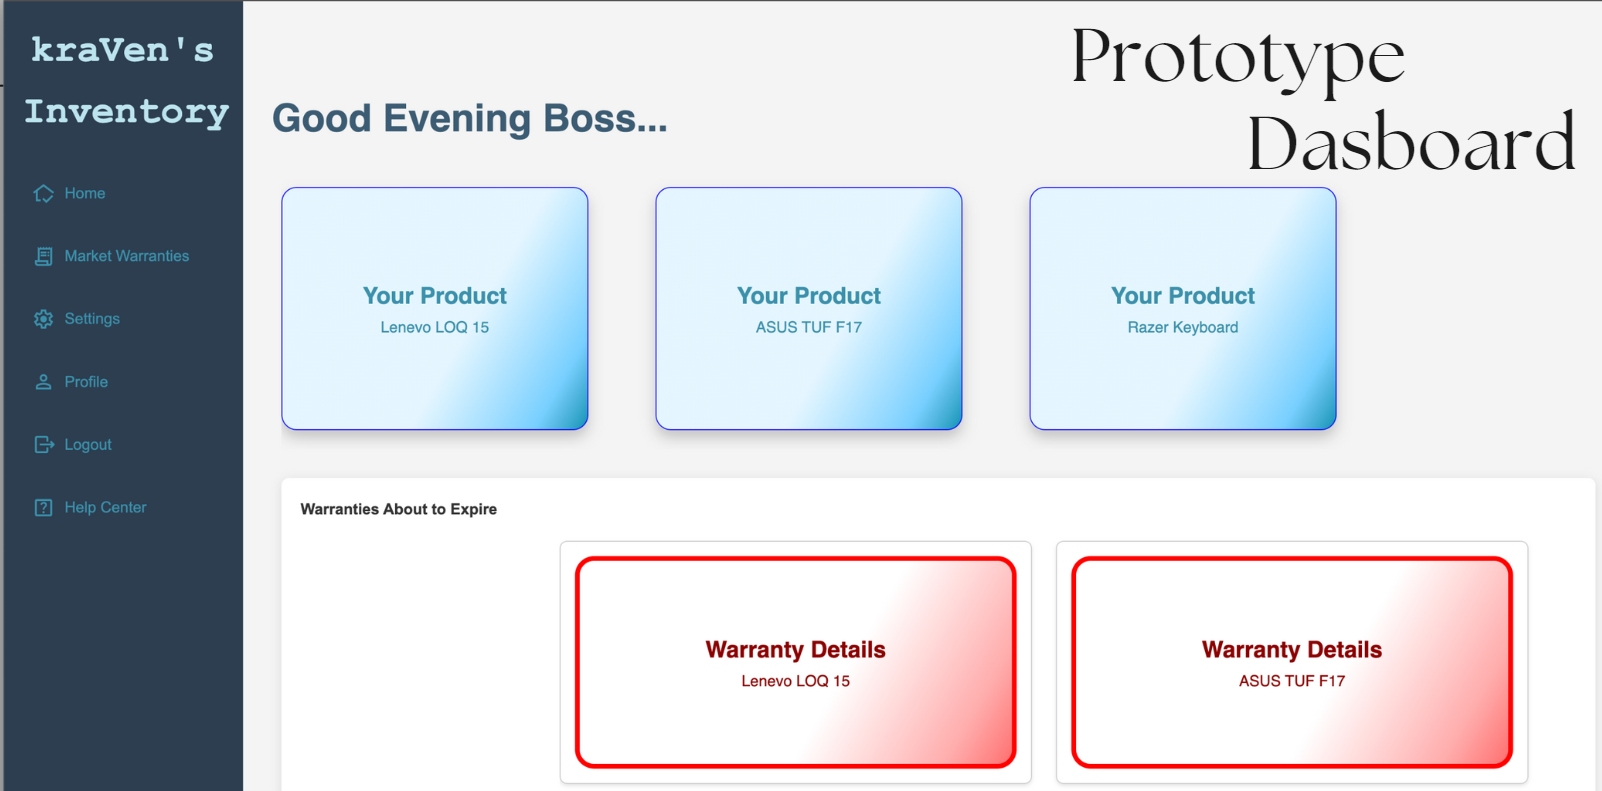 kraVen's
Inventory
Home
Market Warranties
Settings
Profile
Logout
Help Center
Prototype
Dasboard
Good Evening Boss...
Your Product
Lenevo LOQ 15
Your Product
ASUS TUF F17
Your Product
Razer Keyboard
Warranties About to Expire
Warranty Details
Lenevo LOQ 15
Warranty Details
ASUS TUF F17